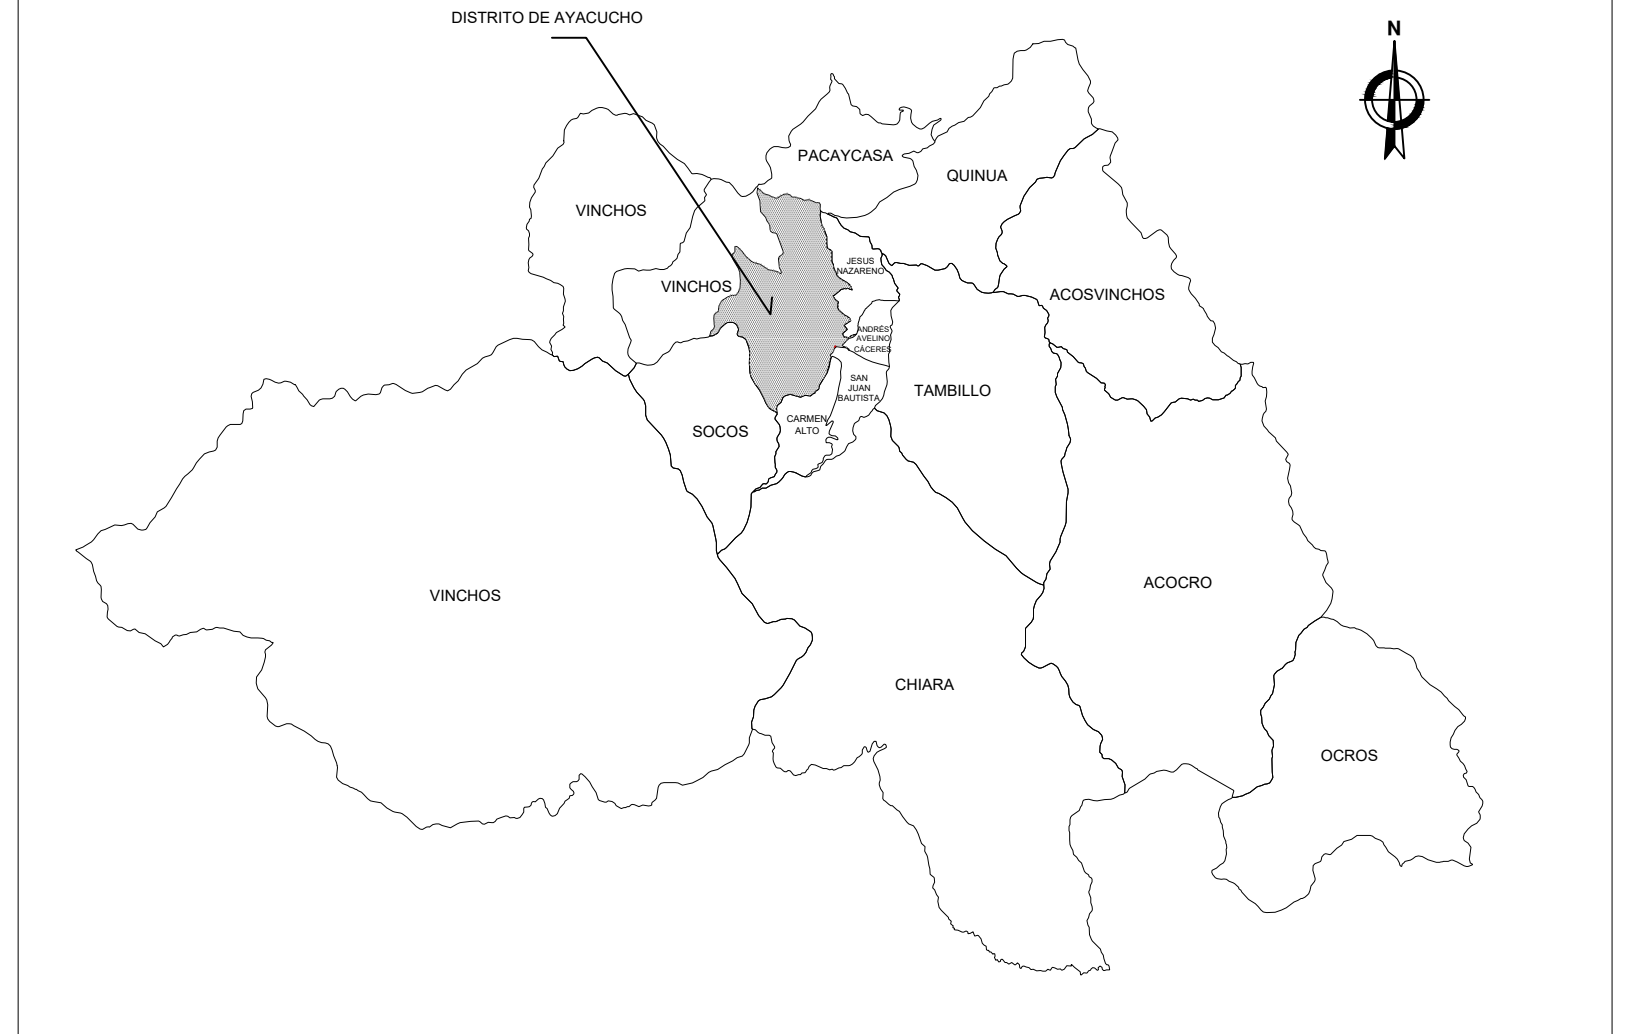 DISTRITO DE AYACUCHO
N
PACAYCASA
QUINUA
VINCHOS
JESUS
NAZARENO
VINCHOS
ACOSVINCHOS
ANDRÉS
AVELINO
CÁCERES
SAN
JUAN
BAUTISTA
TAMBILLO
CARMEN
ALTO
SOCOS
ACOCRO
VINCHOS
CHIARA
OCROS